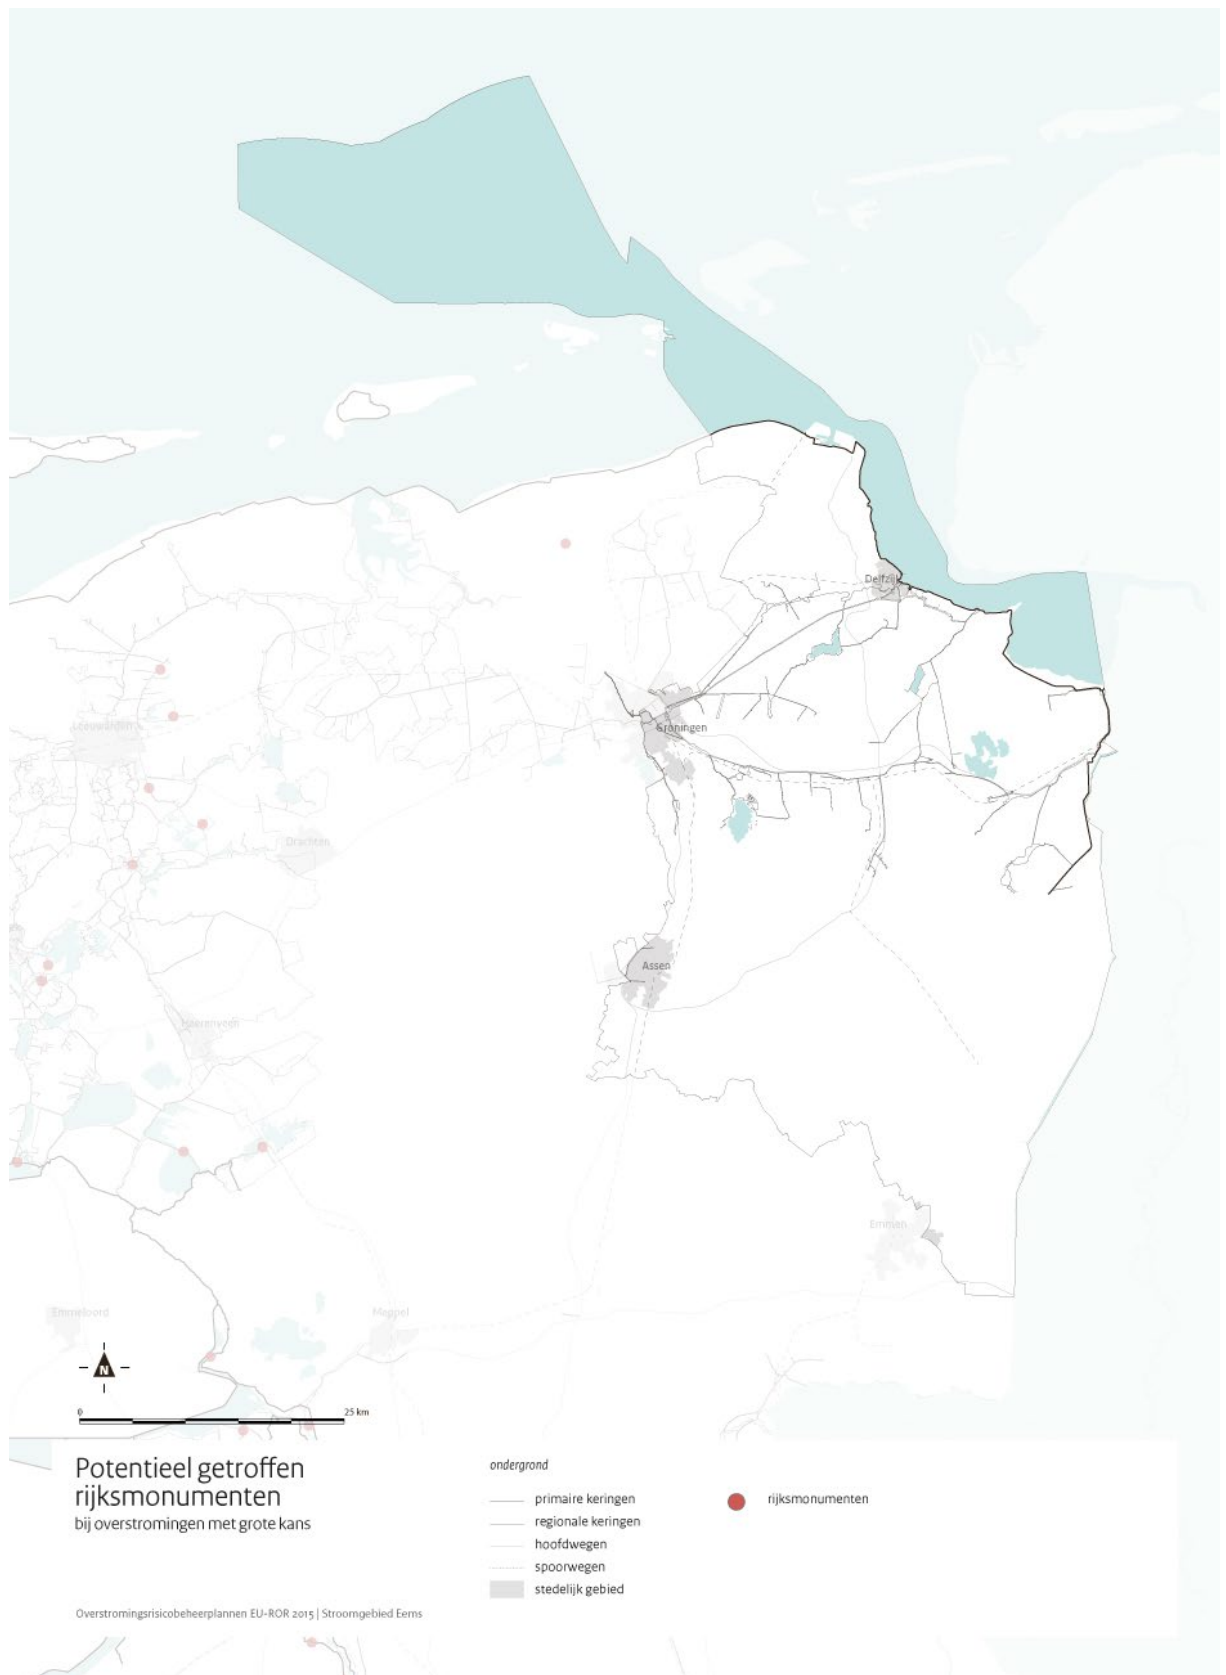 Delfzijl
Leeuwarden
Groningen
Drachten
Assen
Heerenveen
Emmen
Emmeloord
Meppel
N
0 25 km
Potentieel getroffen
rijksmonumenten
bij overstromingen met grote kans
ondergrond
primaire keringen
regionale keringen
hoofdwegen
spoorwegen
stedelijk gebied
rijksmonumenten
Overstromingsrisicobeheerplannen EU-ROR 2015 | Stroomgebied Eems